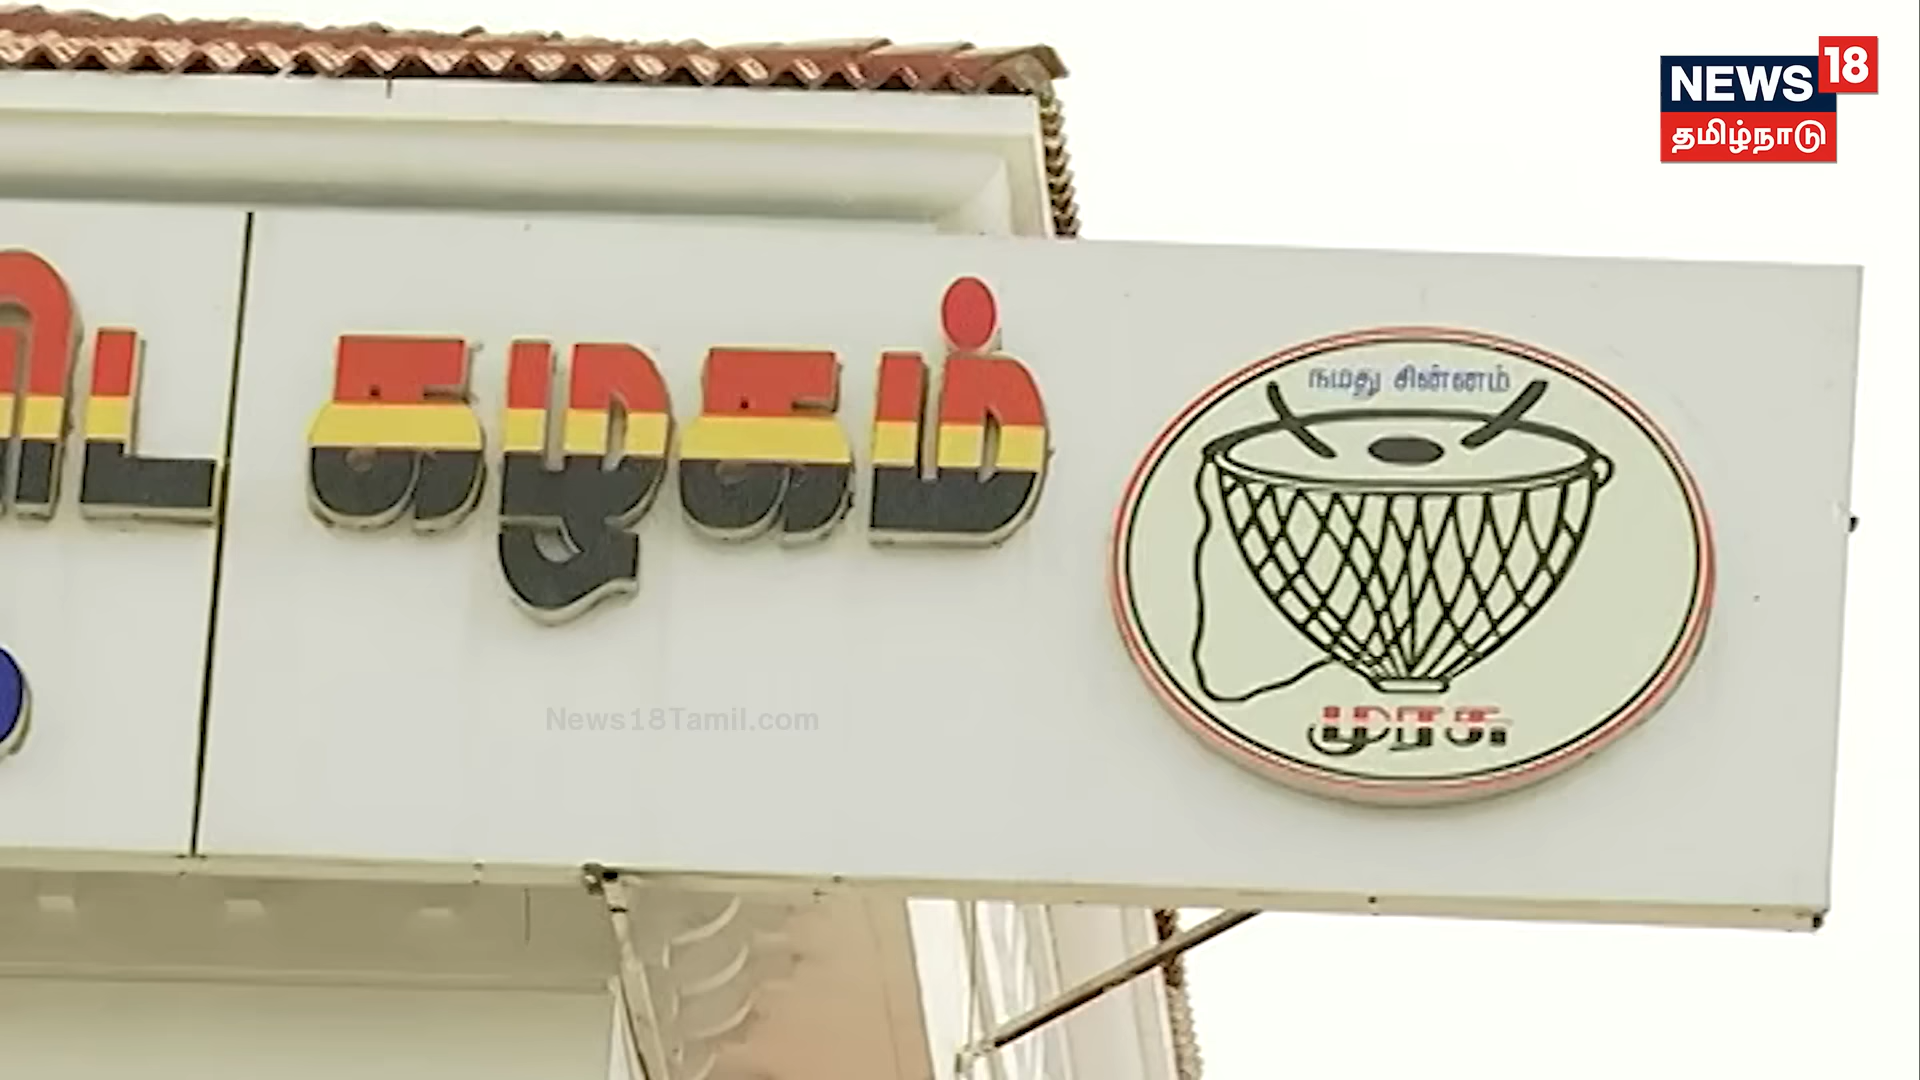 NEWS 18
தமிழ்நாடு
கழகம்
நமது சின்னம்
முரசு
News18Tamil.com